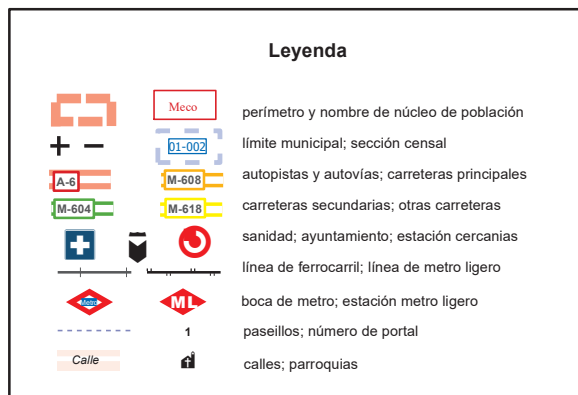 Leyenda
Meco perímetro y nombre de núcleo de población
01-002 límite municipal; sección censal
A-6 M-608 autopistas y autovías; carreteras principales
M-604 M-618 carreteras secundarias; otras carreteras
sanidad; ayuntamiento; estación cercanias
línea de ferrocarril; línea de metro ligero
Metro ML boca de metro; estación metro ligero
1 paseillos; número de portal
Calle calles; parroquias